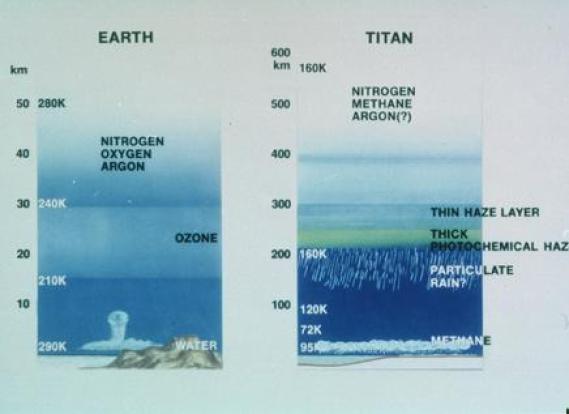 EARTH
km
50
280K
40
NITROGEN
OXYGEN
ARGON
30
240K
OZONE
20
210K
10
290K
WATER
TITAN
600
km
160K
500
NITROGEN
METHANE
ARGON(?)
400
300
THIN HAZE LAYER
THICK
PHOTOCHEMICAL HAZ
200
160K
PARTICULATE
RAIN?
100
120K
72K
METHANE
95K